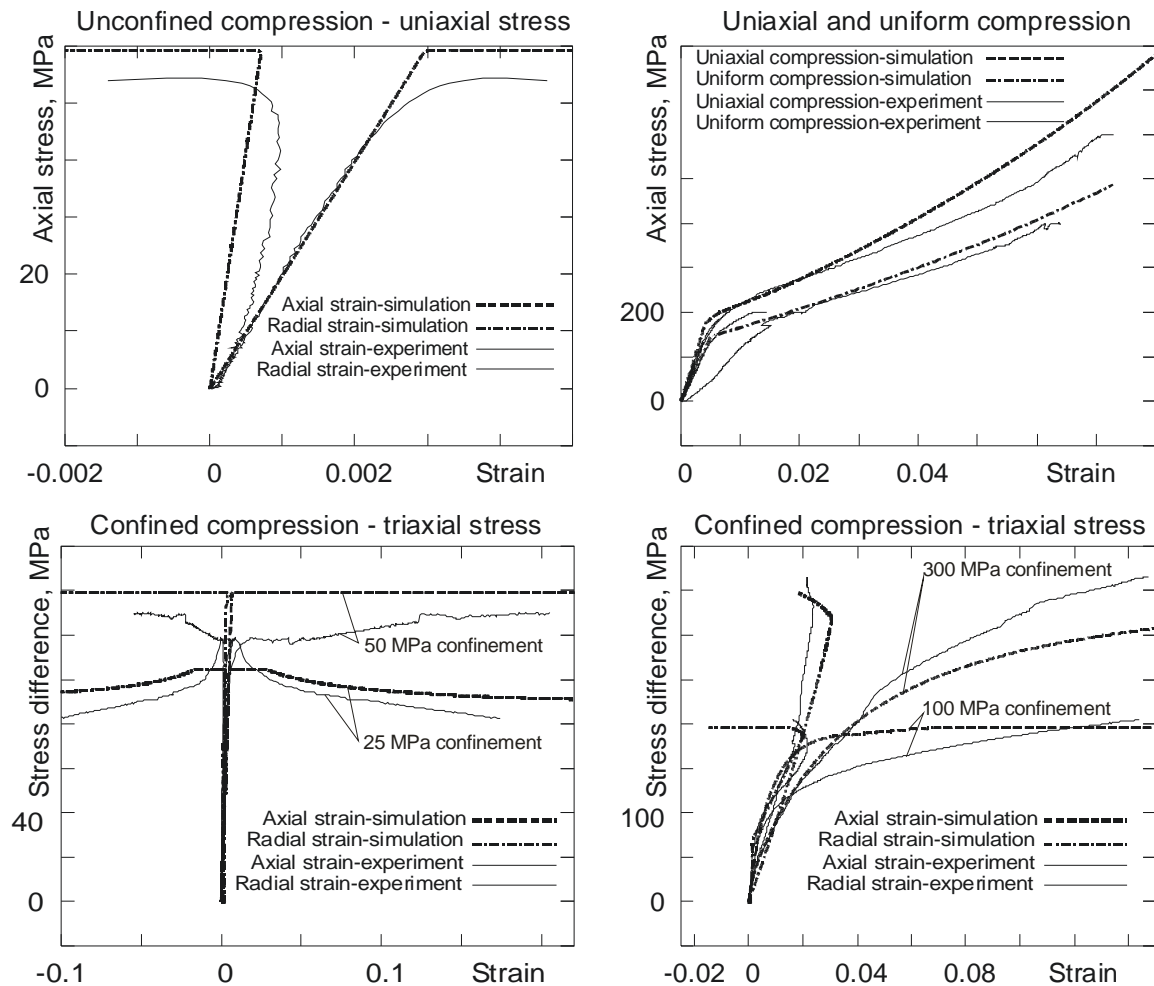 Unconfined compression - uniaxial stress
Axial stress, MPa
20
0
Axial strain-simulation
Radial strain-simulation
Axial strain-experiment
Radial strain-experiment
-0.002
0
0.002
Strain
Uniaxial and uniform compression
Axial stress, MPa
Uniaxial compression-simulation
Uniform compression-simulation
Uniaxial compression-experiment
Uniform compression-experiment
200
0
0
0.02
0.04
Strain
Confined compression - triaxial stress
Stress difference, MPa
50 MPa confinement
25 MPa confinement
40
0
Axial strain-simulation
Radial strain-simulation
Axial strain-experiment
Radial strain-experiment
-0.1
0
0.1
Strain
Confined compression - triaxial stress
Stress difference, MPa
300 MPa confinement
100 MPa confinement
100
0
Axial strain-simulation
Radial strain-simulation
Axial strain-experiment
Radial strain-experiment
-0.02
0
0.04
0.08
Strain